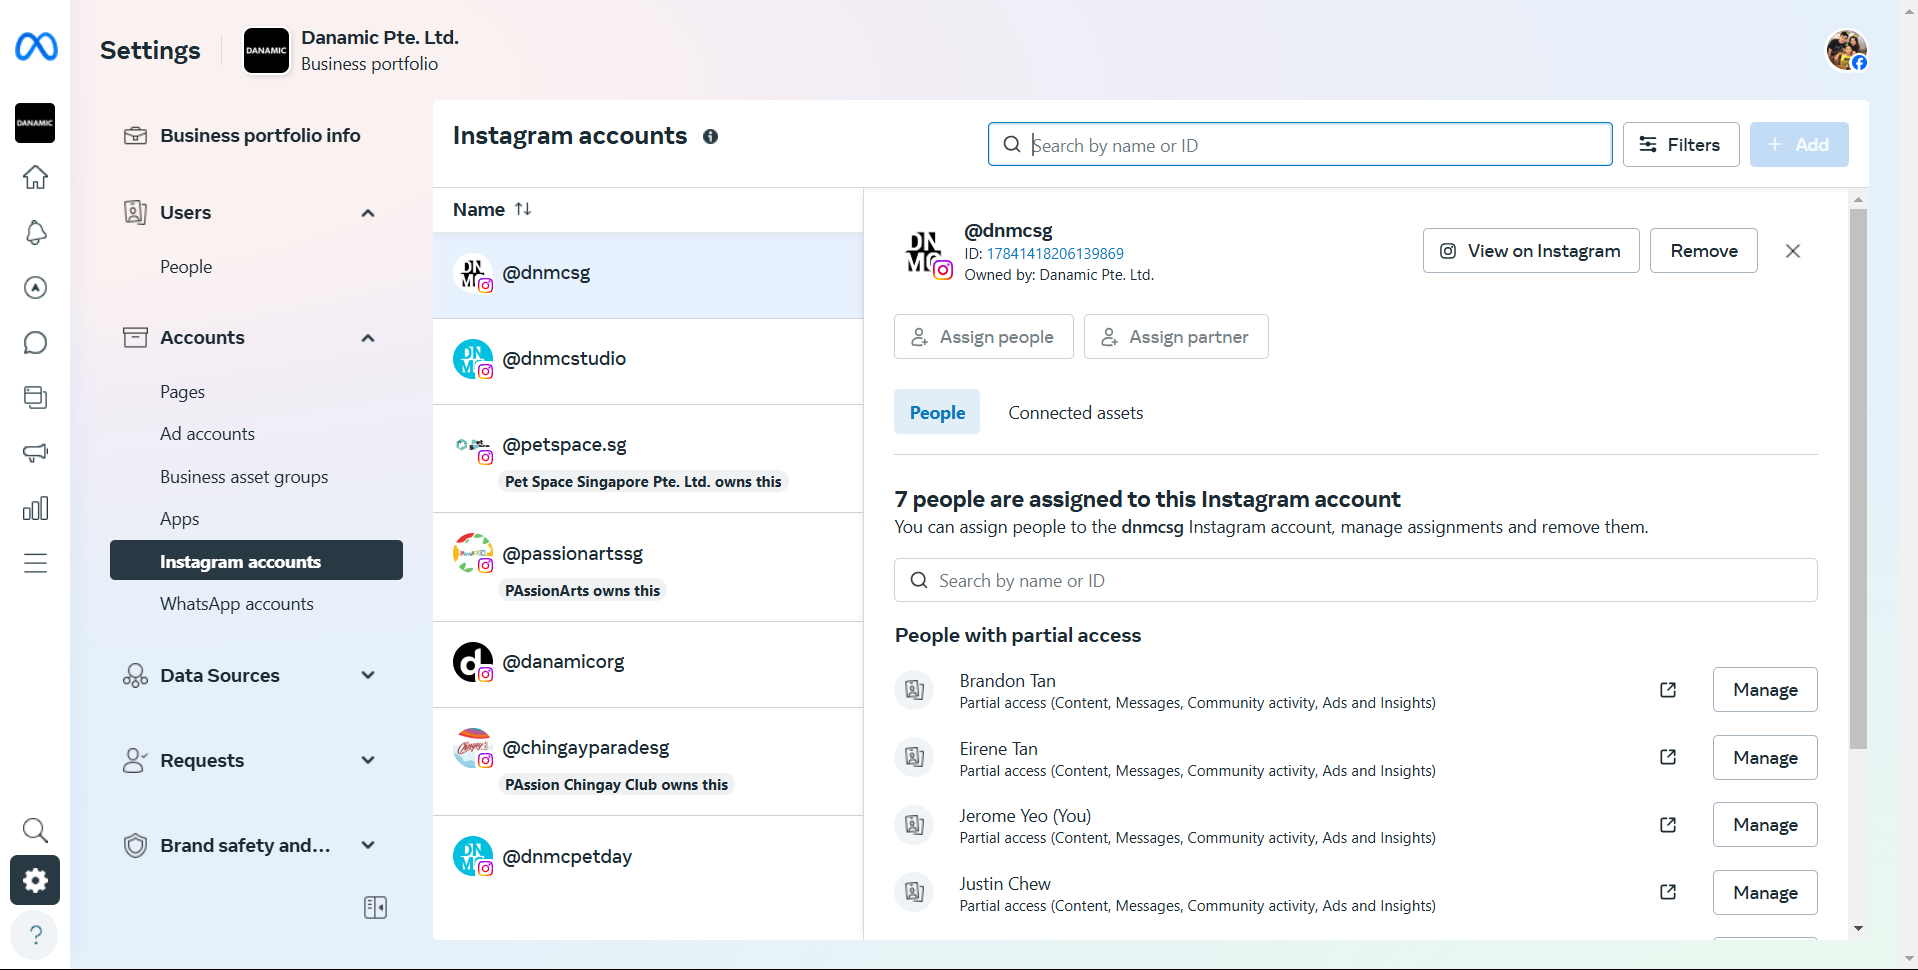 Settings
DANAMIC
Danamic Pte. Ltd.
Business portfolio
DANAMIC
Business portfolio info
Users
People
Accounts
Pages
Ad accounts
Business asset groups
Apps
Instagram accounts
WhatsApp accounts
Data Sources
Requests
Brand safety and...
?
Instagram accounts
Search by name or ID
Filters
+ Add
Name
@dnmcsg
@dnmcstudio
@petspace.sg
Pet Space Singapore Pte. Ltd. owns this
@passionartssg
PAssionArts owns this
@danamicorg
@chingayparadesg
PAssion Chingay Club owns this
@dnmcpetday
@dnmcsg
ID: 17841418206139869
Owned by: Danamic Pte. Ltd.
View on Instagram
Remove
Assign people
Assign partner
People
Connected assets
7 people are assigned to this Instagram account
You can assign people to the dnmcsg Instagram account, manage assignments and remove them.
Search by name or ID
People with partial access
Brandon Tan
Partial access (Content, Messages, Community activity, Ads and Insights)
Manage
Eirene Tan
Partial access (Content, Messages, Community activity, Ads and Insights)
Manage
Jerome Yeo (You)
Partial access (Content, Messages, Community activity, Ads and Insights)
Manage
Justin Chew
Partial access (Content, Messages, Community activity, Ads and Insights)
Manage